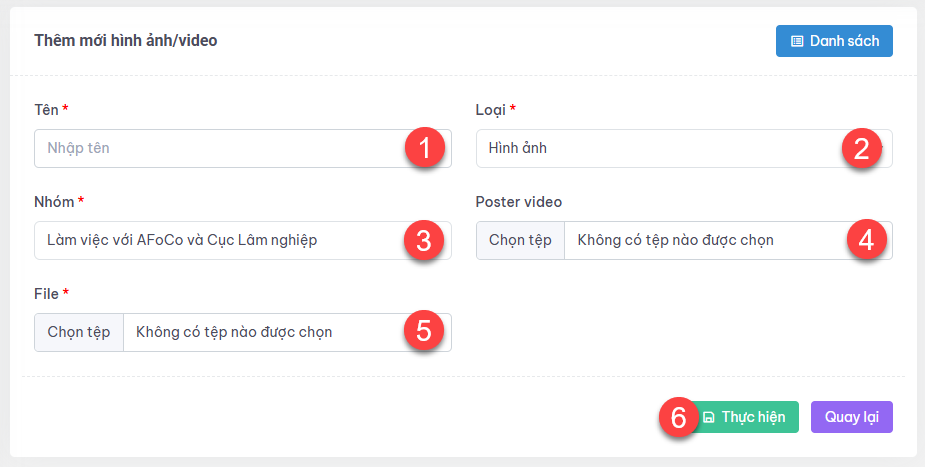 Thêm mới hình ảnh/video
Danh sách
Tên *
Loại *
Nhập tên
1
Hình ảnh
2
Nhóm *
Poster video
Làm việc với AFoCo và Cục Lâm nghiệp
3
Chọn tệp
Không có tệp nào được chọn
4
File *
Chọn tệp
Không có tệp nào được chọn
5
6
Thực hiện
Quay lại